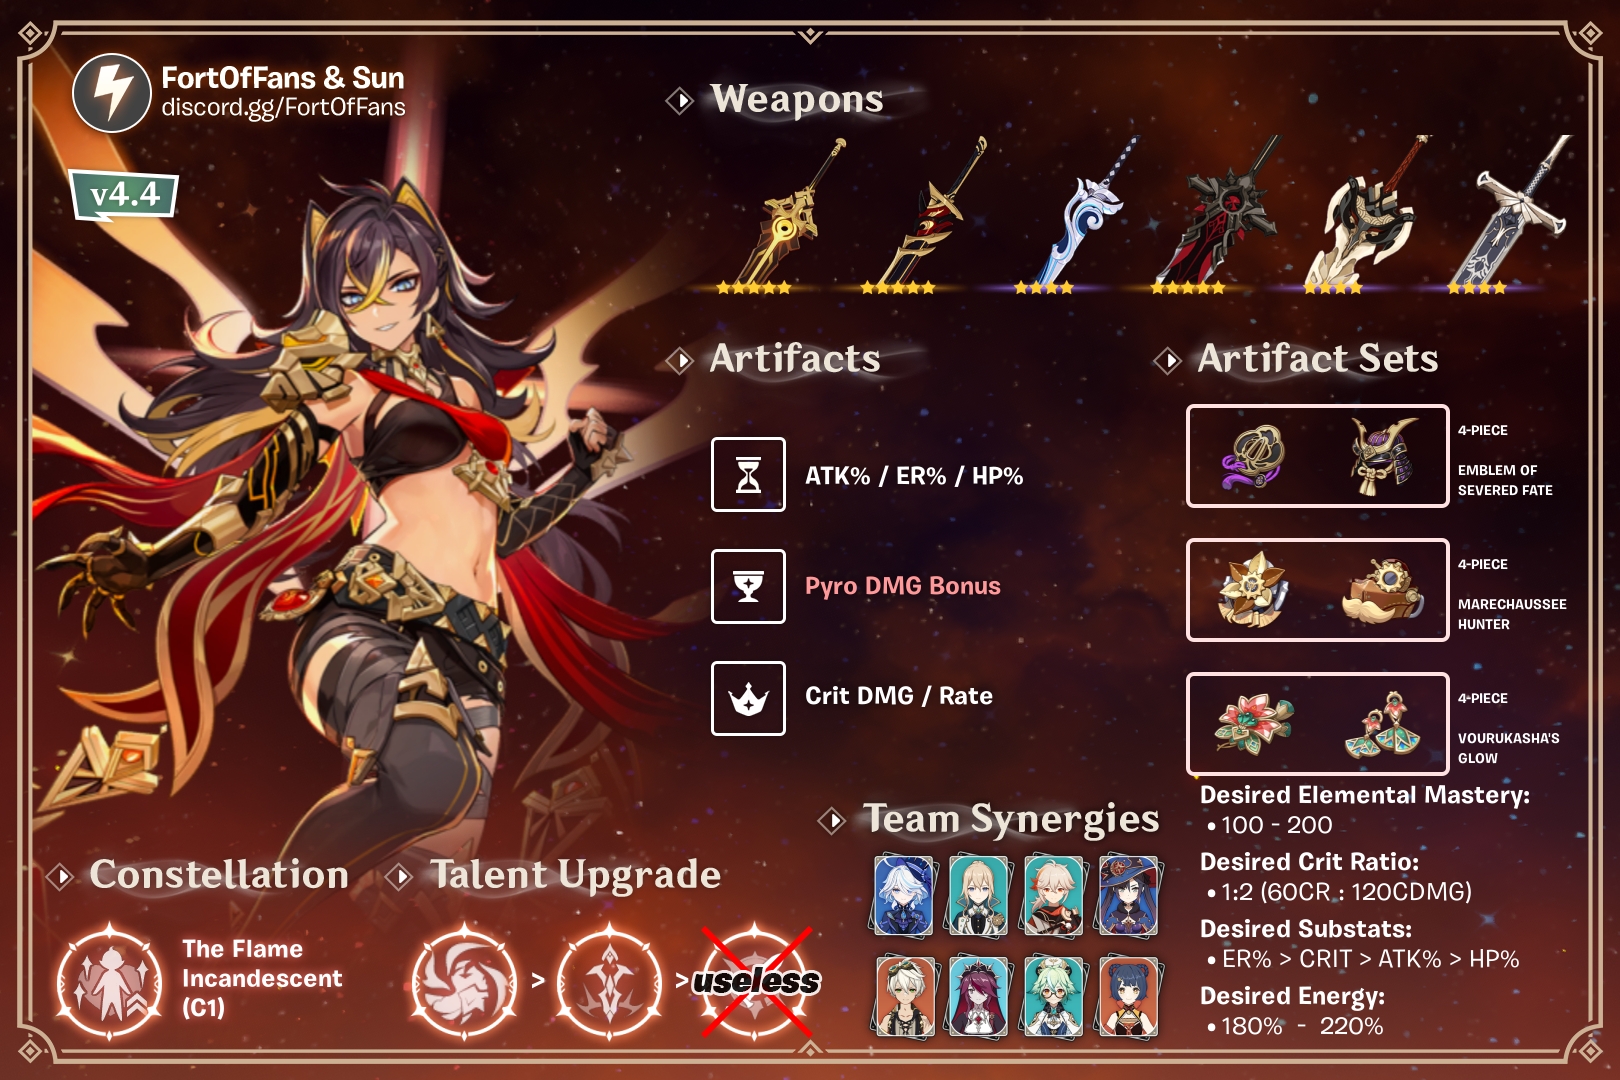 FortOfFans & Sun
discord.gg/FortOfFans
v4.4
Weapons
Artifacts
ATK% / ER% / HP%
Pyro DMG Bonus
Crit DMG / Rate
Artifact Sets
4-PIECE
EMBLEM OF
SEVERED FATE
4-PIECE
MARECHAUSSEE
HUNTER
4-PIECE
VOURUKASHA'S
GLOW
Constellation
The Flame
Incandescent
(C1)
Talent Upgrade
> > useless
Team Synergies
Desired Elemental Mastery:
• 100 - 200
Desired Crit Ratio:
• 1:2 (60CR : 120CDMG)
Desired Substats:
• ER% > CRIT > ATK% > HP%
Desired Energy:
• 180% - 220%